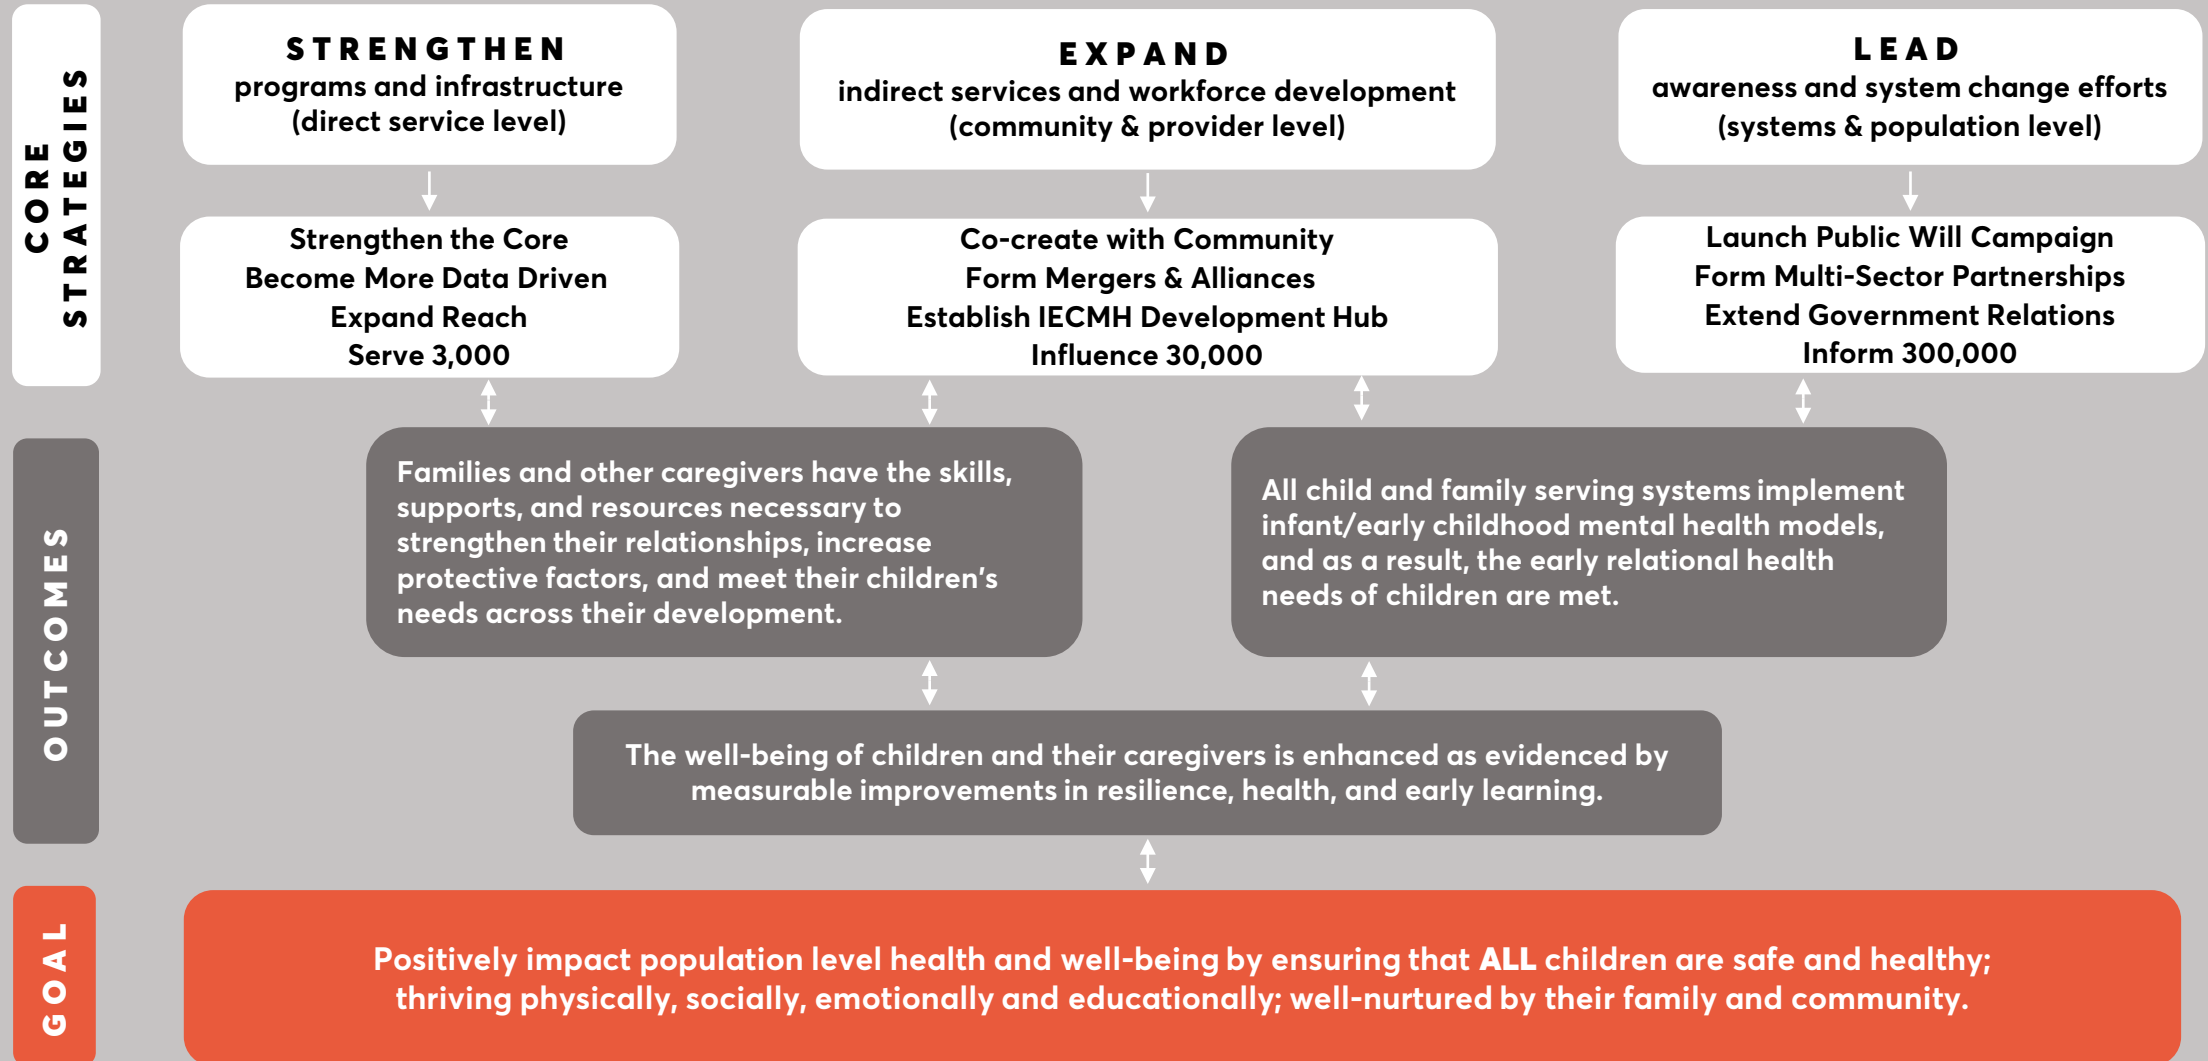 CORE
STRATEGIES
STRENGTHEN
programs and infrastructure
(direct service level)
EXPAND
indirect services and workforce development
(community & provider level)
LEAD
awareness and system change efforts
(systems & population level)
Strengthen the Core
Become More Data Driven
Expand Reach
Serve 3,000
Co-create with Community
Form Mergers & Alliances
Establish IECMH Development Hub
Influence 30,000
Launch Public Will Campaign
Form Multi-Sector Partnerships
Extend Government Relations
Inform 300,000
OUTCOMES
Families and other caregivers have the skills,
supports, and resources necessary to
strengthen their relationships, increase
protective factors, and meet their children's
needs across their development.
All child and family serving systems implement
infant/early childhood mental health models,
and as a result, the early relational health
needs of children are met.
The well-being of children and their caregivers is enhanced as evidenced by
measurable improvements in resilience, health, and early learning.
GOAL
Positively impact population level health and well-being by ensuring that ALL children are safe and healthy;
thriving physically, socially, emotionally and educationally; well-nurtured by their family and community.